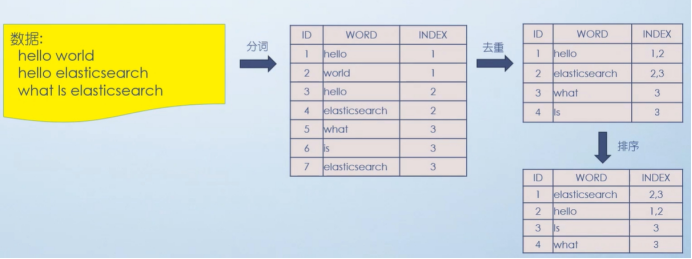 数据:
hello world
hello elasticsearch
what Is elasticsearch
分词
ID WORD INDEX
1 hello 1
2 world 1
3 hello 2
4 elasticsearch 2
5 what 3
6 is 3
7 elasticsearch 3
去重
ID WORD INDEX
1 hello 1,2
2 elasticsearch 2,3
3 what 3
4 Is 3
排序
ID WORD INDEX
1 elasticsearch 2,3
2 hello 1,2
3 Is 3
4 what 3